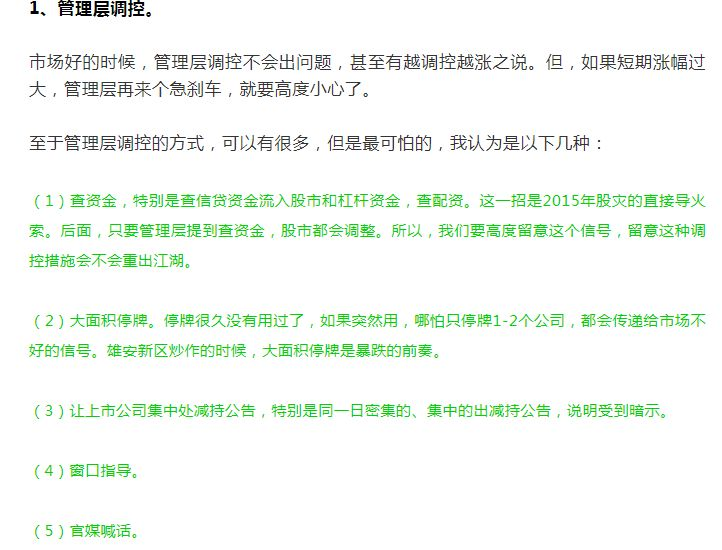 1、管理层调控。
市场好的时候，管理层调控不会出问题，甚至有越调控越涨之说。但，如果短期涨幅过
大，管理层再来个急刹车，就要高度小心了。
至于管理层调控的方式，可以有很多，但是最可怕的，我认为是以下几种：
（1）查资金，特别是查信贷资金流入股市和杠杆资金，查配资。这一招是2015年股灾的直接导火
索。后面，只要管理层提到查资金，股市都会调整。所以，我们要高度留意这个信号，留意这种调
控措施会不会重出江湖。
（2）大面积停牌。停牌很久没有用过了，如果突然用，哪怕只停牌1-2个公司，都会传递给市场不
好的信号。雄安新区炒作的时候，大面积停牌是暴跌的前奏。
（3）让上市公司集中处减持公告，特别是同一日密集的、集中的出减持公告，说明受到暗示。
（4）窗口指导。
（5）官媒喊话。